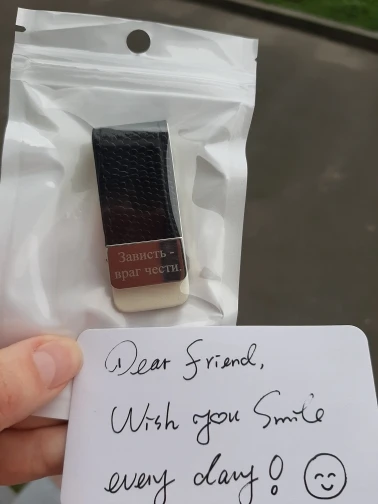 Зависть -
враг чести.
Dear friend,
Wish you Smile
every day!